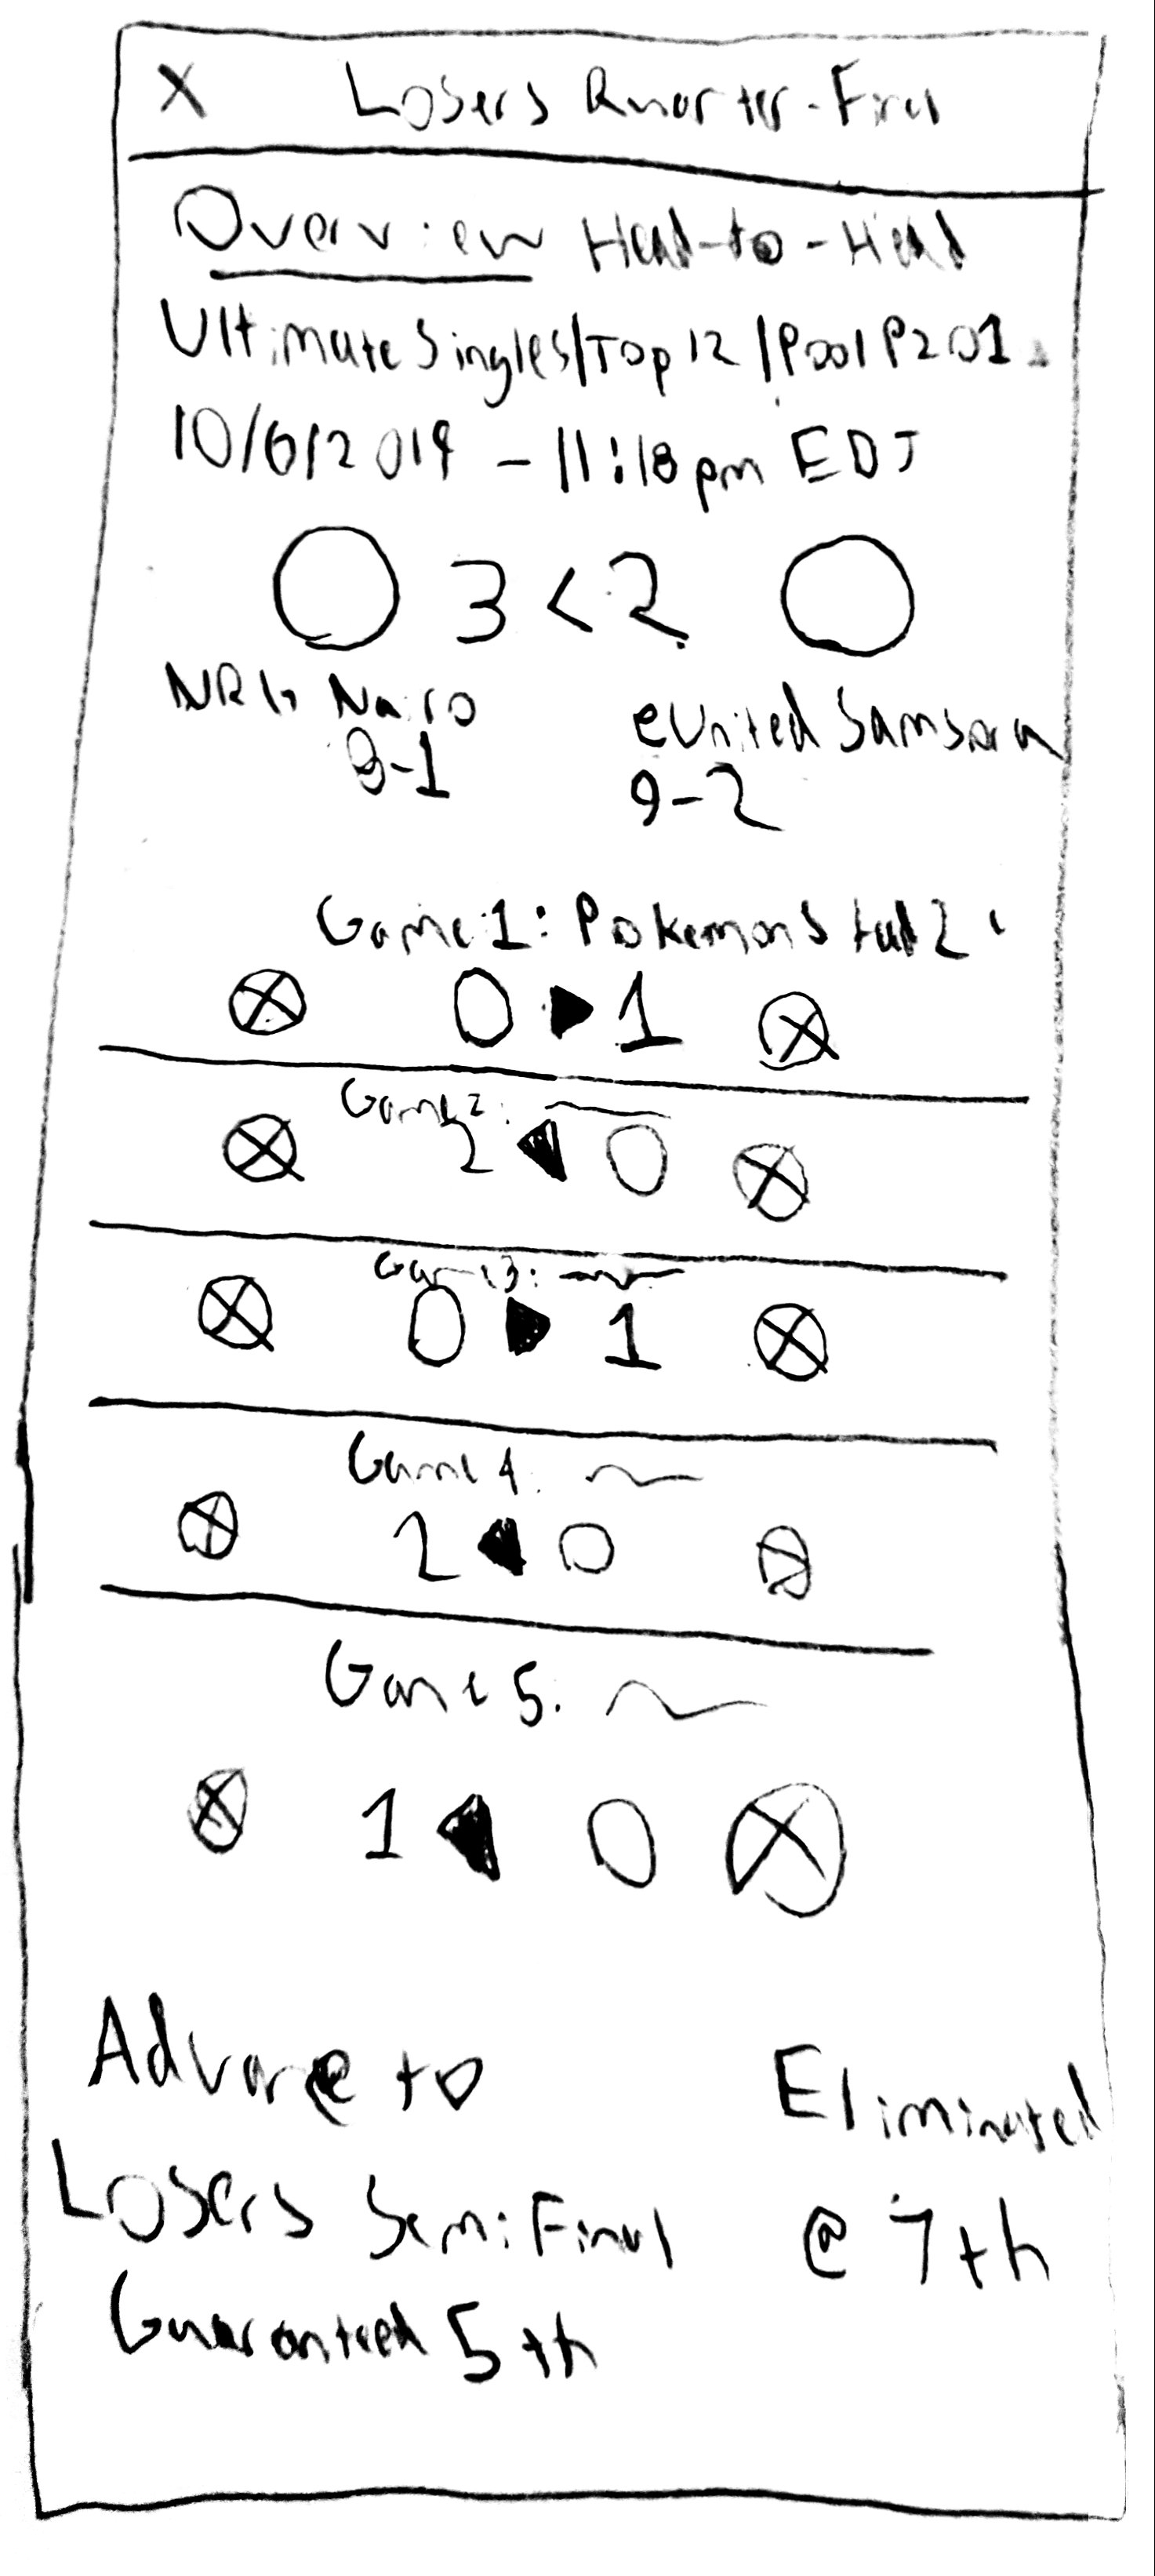 X Losers Quarter-Final
Overview Head-to-Head
Ultimate Singles/Top 12/Pool P201
10/6/2019 - 11:18 pm EDT
3 < 2
NRG Nairo eUnited Samsora
8-1 9-2
Game 1: Pokemon Stad 2
0 ▶ 1
Game 2:
2 ◀ 0
Game 3:
0 ▶ 1
Game 4:
2 ◀ 0
Game 5:
1 ◀ 0
Advance to Eliminated
Losers Semi Final @ 7th
Guaranteed 5th